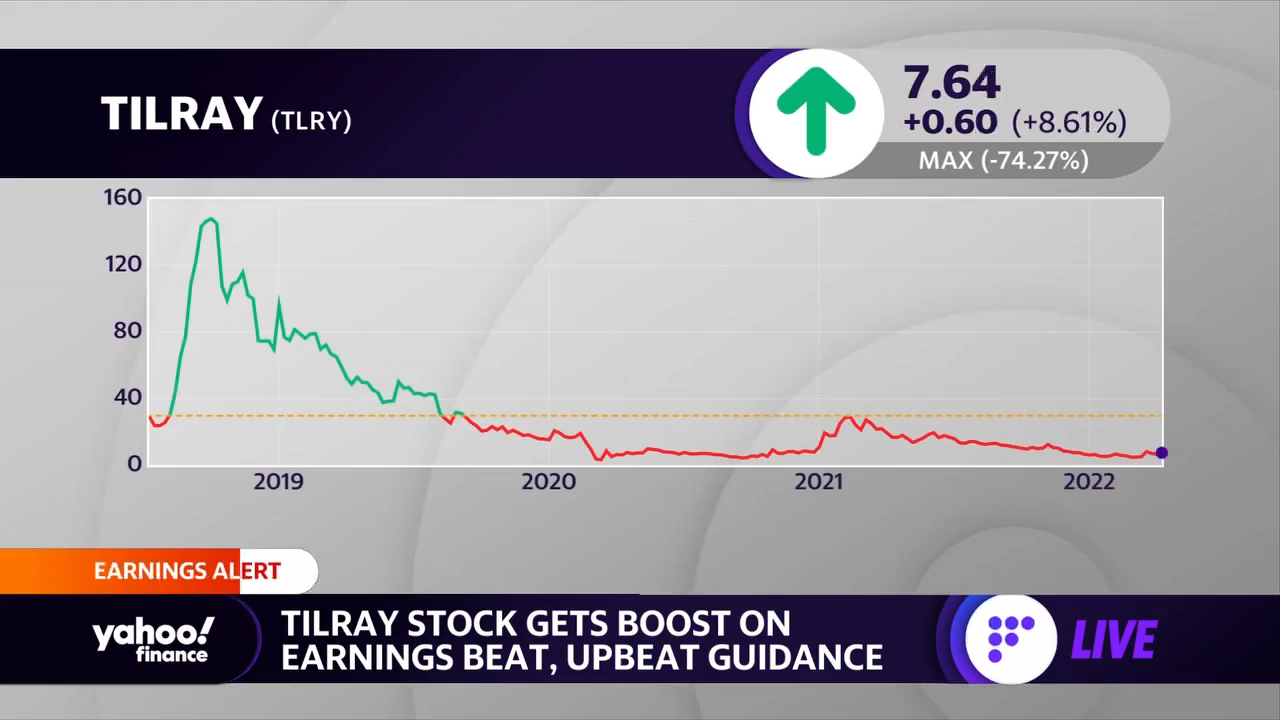 TILRAY (TLRY)
7.64
+0.60 (+8.61%)
MAX (-74.27%)
160
120
80
40
0
2019 2020 2021 2022
EARNINGS ALERT
yahoo!
finance
TILRAY STOCK GETS BOOST ON
EARNINGS BEAT, UPBEAT GUIDANCE
LIVE